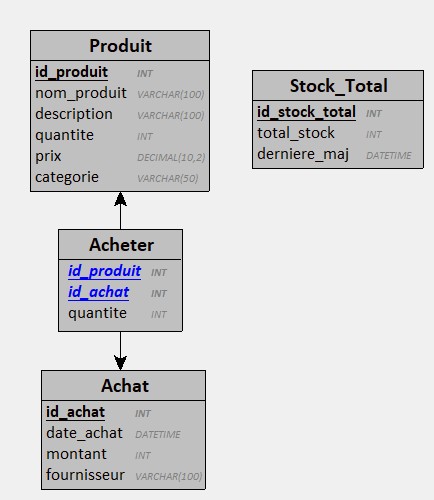 Produit
id_produit INT
nom_produit VARCHAR(100)
description VARCHAR(100)
quantite INT
prix DECIMAL(10,2)
categorie VARCHAR(50)
Stock_Total
id_stock_total INT
total_stock INT
derniere_maj DATETIME
Acheter
id_produit INT
id_achat INT
quantite INT
Achat
id_achat INT
date_achat DATETIME
montant INT
fournisseur VARCHAR(100)